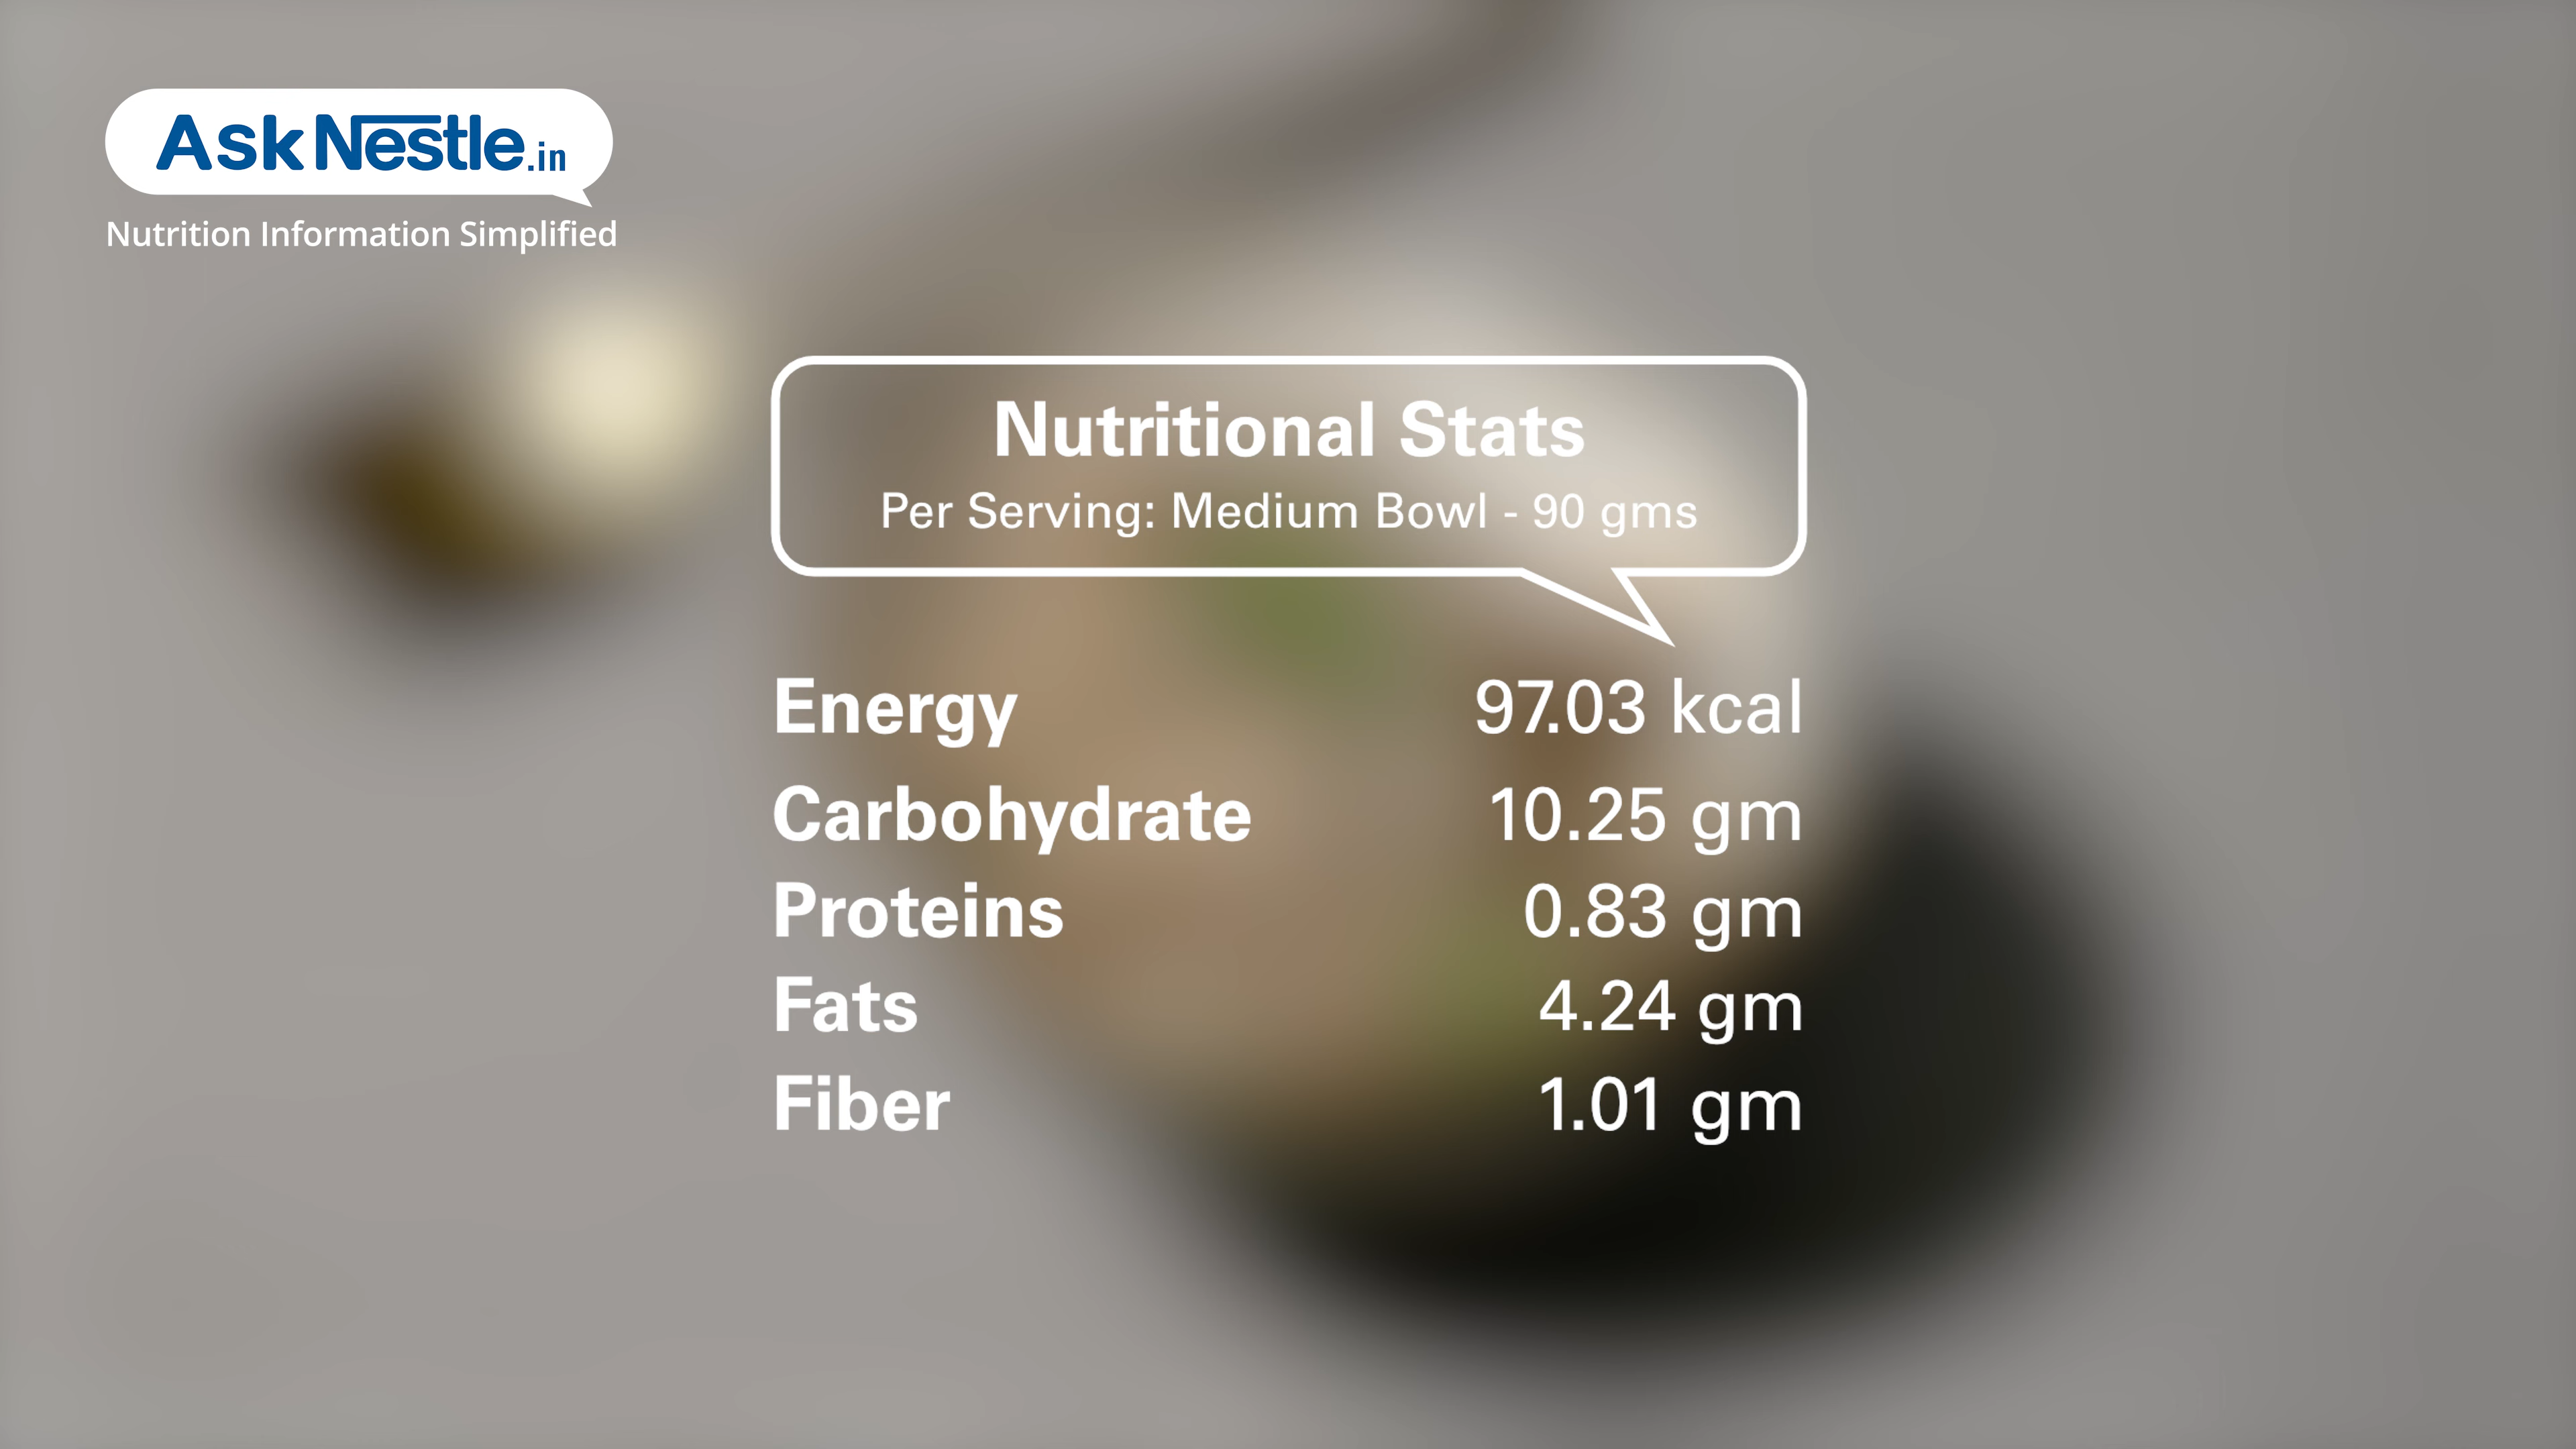 AskNestle.in
Nutrition Information Simplified
Nutritional Stats
Per Serving: Medium Bowl - 90 gms
Energy 97.03 kcal
Carbohydrate 10.25 gm
Proteins 0.83 gm
Fats 4.24 gm
Fiber 1.01 gm